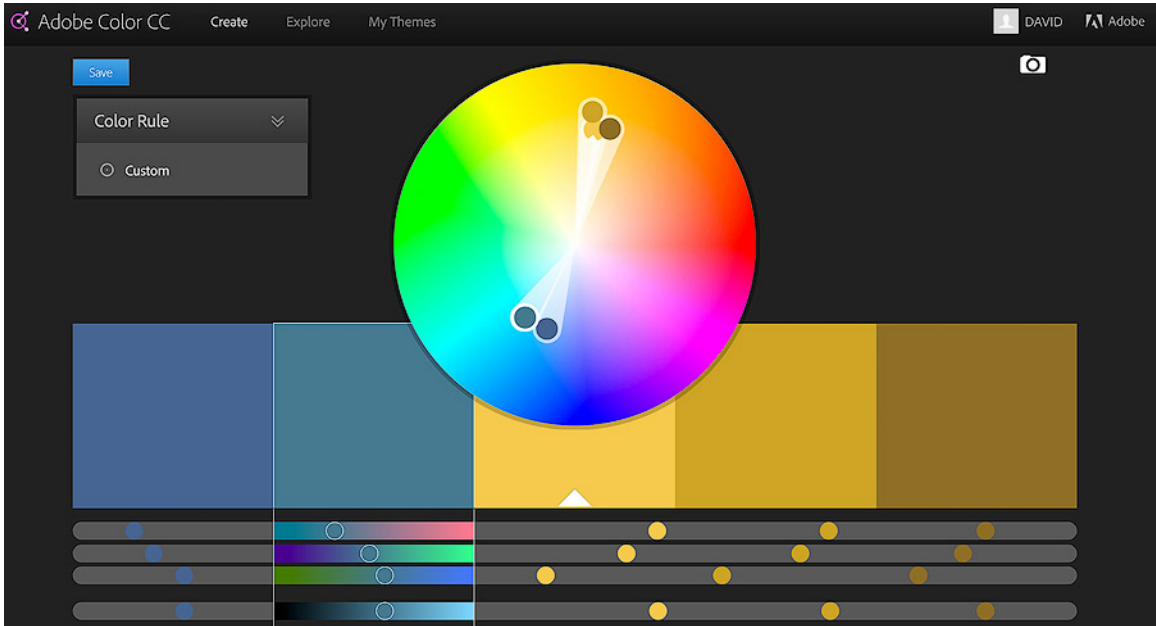 Adobe Color CC Create Explore My Themes DAVID Adobe
Save
Color Rule
Custom